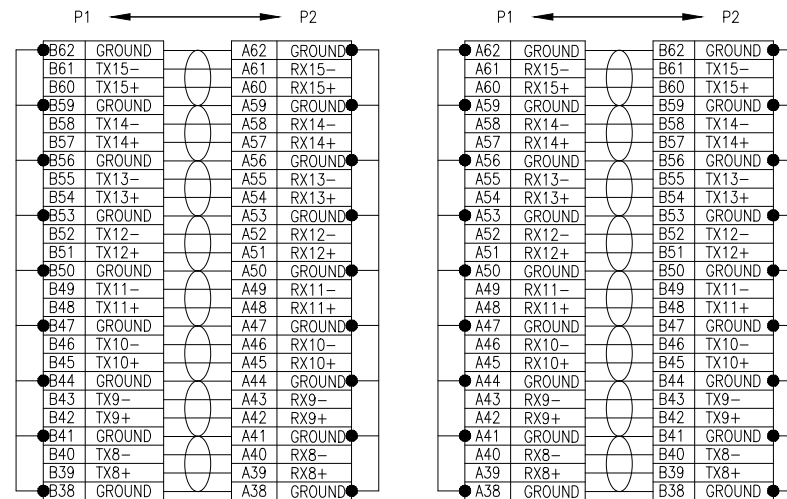 P1 P2 P1 P2
B62 GROUND A62 GROUND A62 GROUND B62 GROUND
B61 TX15− A61 RX15− A61 RX15− B61 TX15−
B60 TX15+ A60 RX15+ A60 RX15+ B60 TX15+
B59 GROUND A59 GROUND A59 GROUND B59 GROUND
B58 TX14− A58 RX14− A58 RX14− B58 TX14−
B57 TX14+ A57 RX14+ A57 RX14+ B57 TX14+
B56 GROUND A56 GROUND A56 GROUND B56 GROUND
B55 TX13− A55 RX13− A55 RX13− B55 TX13−
B54 TX13+ A54 RX13+ A54 RX13+ B54 TX13+
B53 GROUND A53 GROUND A53 GROUND B53 GROUND
B52 TX12− A52 RX12− A52 RX12− B52 TX12−
B51 TX12+ A51 RX12+ A51 RX12+ B51 TX12+
B50 GROUND A50 GROUND A50 GROUND B50 GROUND
B49 TX11− A49 RX11− A49 RX11− B49 TX11−
B48 TX11+ A48 RX11+ A48 RX11+ B48 TX11+
B47 GROUND A47 GROUND A47 GROUND B47 GROUND
B46 TX10− A46 RX10− A46 RX10− B46 TX10−
B45 TX10+ A45 RX10+ A45 RX10+ B45 TX10+
B44 GROUND A44 GROUND A44 GROUND B44 GROUND
B43 TX9− A43 RX9− A43 RX9− B43 TX9−
B42 TX9+ A42 RX9+ A42 RX9+ B42 TX9+
B41 GROUND A41 GROUND A41 GROUND B41 GROUND
B40 TX8− A40 RX8− A40 RX8− B40 TX8−
B39 TX8+ A39 RX8+ A39 RX8+ B39 TX8+
B38 GROUND A38 GROUND A38 GROUND B38 GROUND